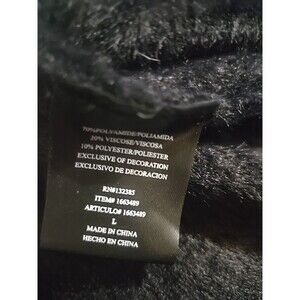 70%POLYAMIDE/POLIAMIDA
20% VISCOSE/VISCOSA
10% POLYESTER/POLIESTER
EXCLUSIVE OF DECORATION
EXCLUSIVO DE DECORACION
RN#132385
ITEM# 1663489
ARTICULO# 1663489
L
MADE IN CHINA
HECHO EN CHINA